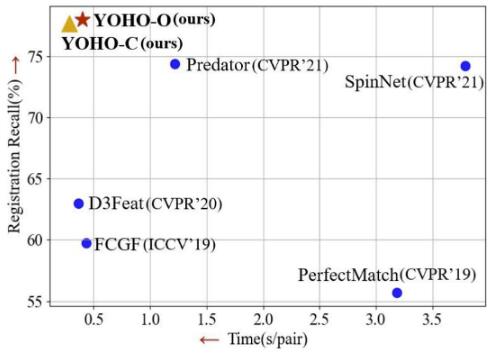 YOHO-O (ours)
YOHO-C (ours)
Predator (CVPR'21)
SpinNet (CVPR'21)
D3Feat (CVPR'20)
FCGF (ICCV'19)
PerfectMatch (CVPR'19)
Registration Recall(%) →
75
70
65
60
55
0.5 1.0 1.5 2.0 2.5 3.0 3.5
← Time(s/pair)